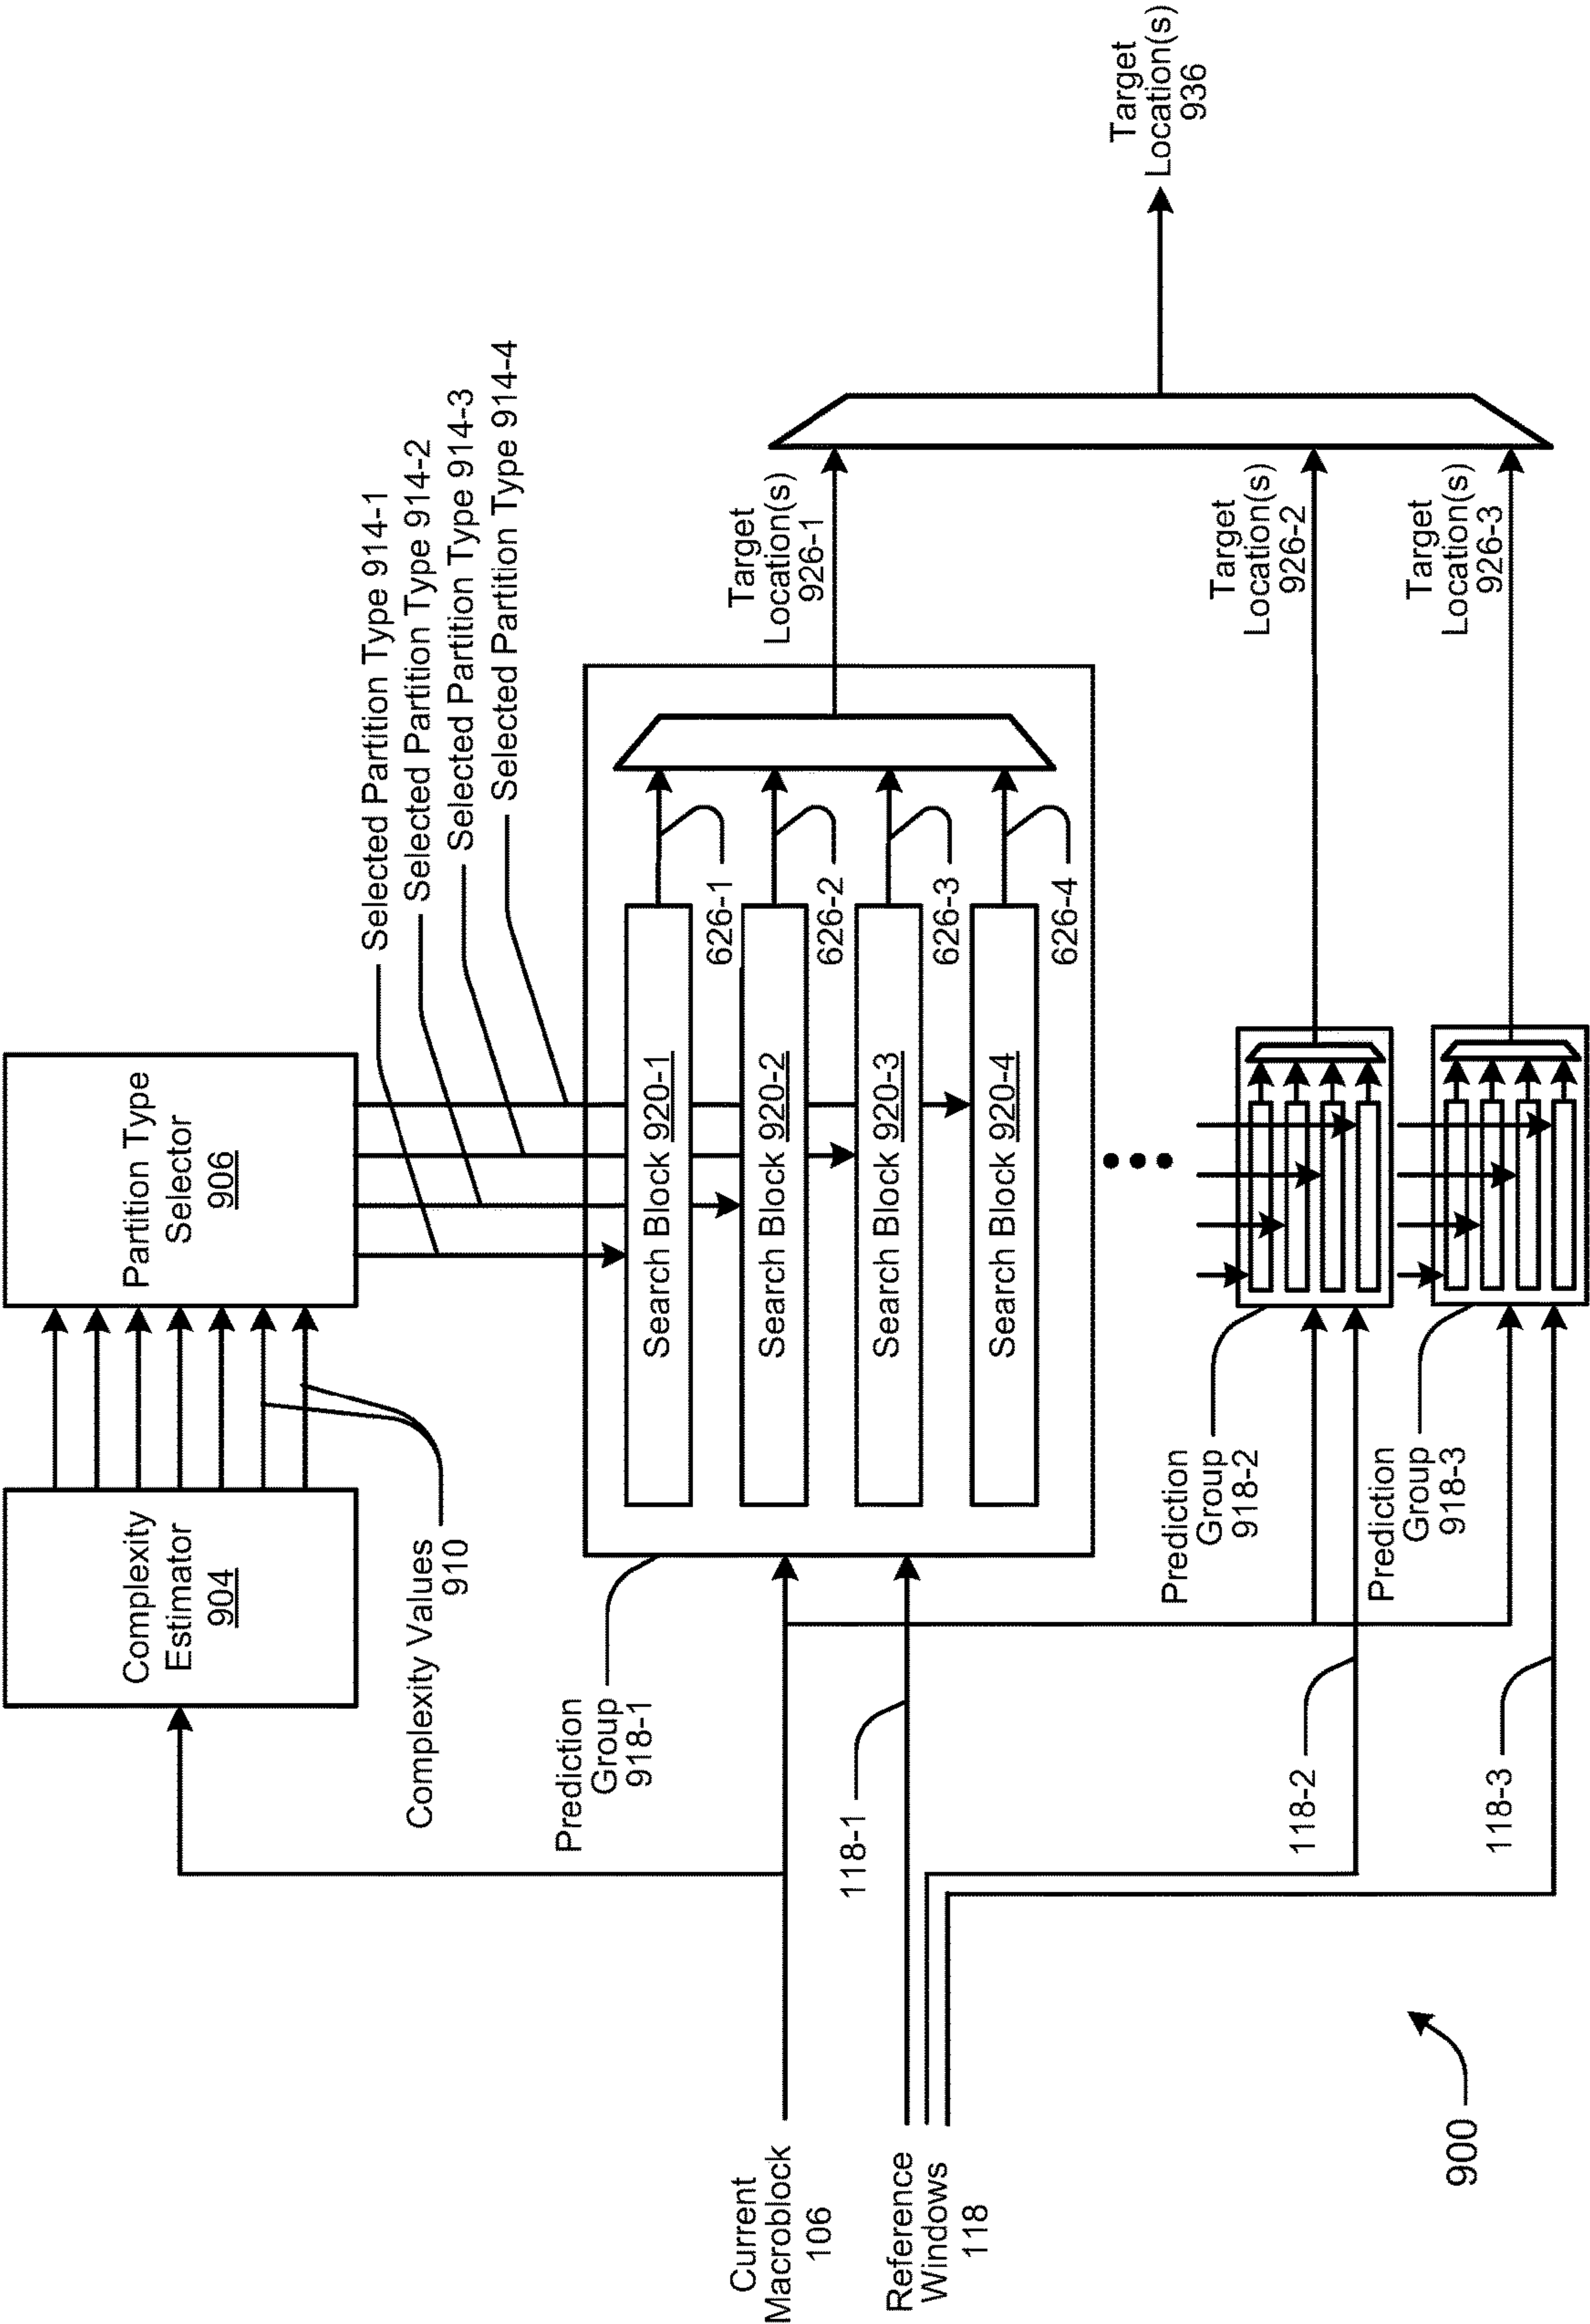 Complexity
Estimator
904
Partition Type
Selector
906
Complexity Values
910
Selected Partition Type 914-1
Selected Partition Type 914-2
Selected Partition Type 914-3
Selected Partition Type 914-4
Prediction
Group
918-1
Search Block 920-1
Search Block 920-2
Search Block 920-3
Search Block 920-4
626-1
626-2
626-3
626-4
Target
Location(s)
926-1
Current
Macroblock
106
Reference
Windows
118
118-1
118-2
118-3
Prediction
Group
918-2
Prediction
Group
918-3
Target
Location(s)
926-2
Target
Location(s)
926-3
Target
Location(s)
936
900